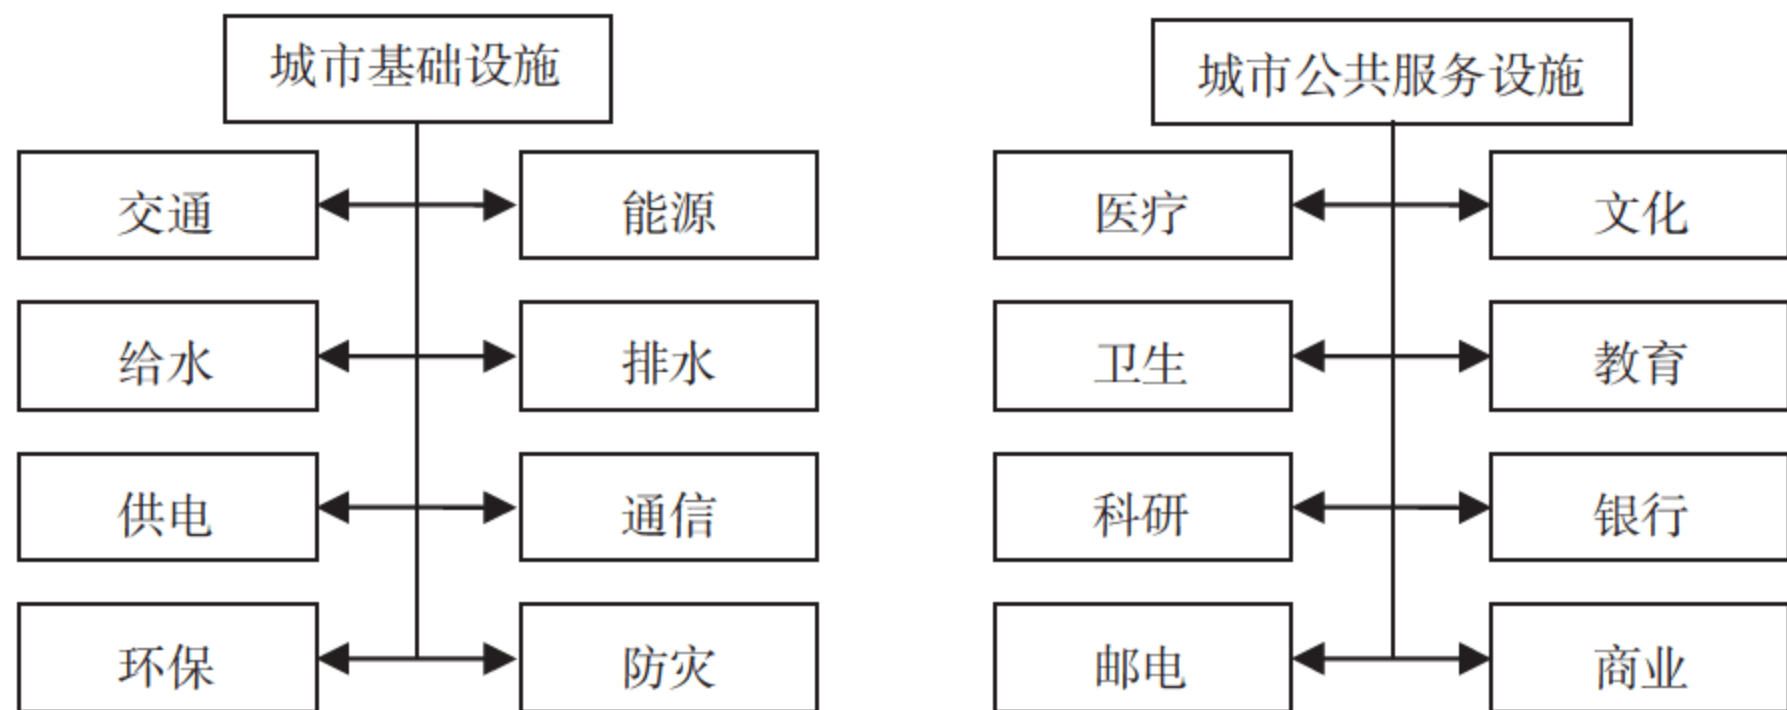 城市基础设施
交通
能源
给水
排水
供电
通信
环保
防灾
城市公共服务设施
医疗
文化
卫生
教育
科研
银行
邮电
商业